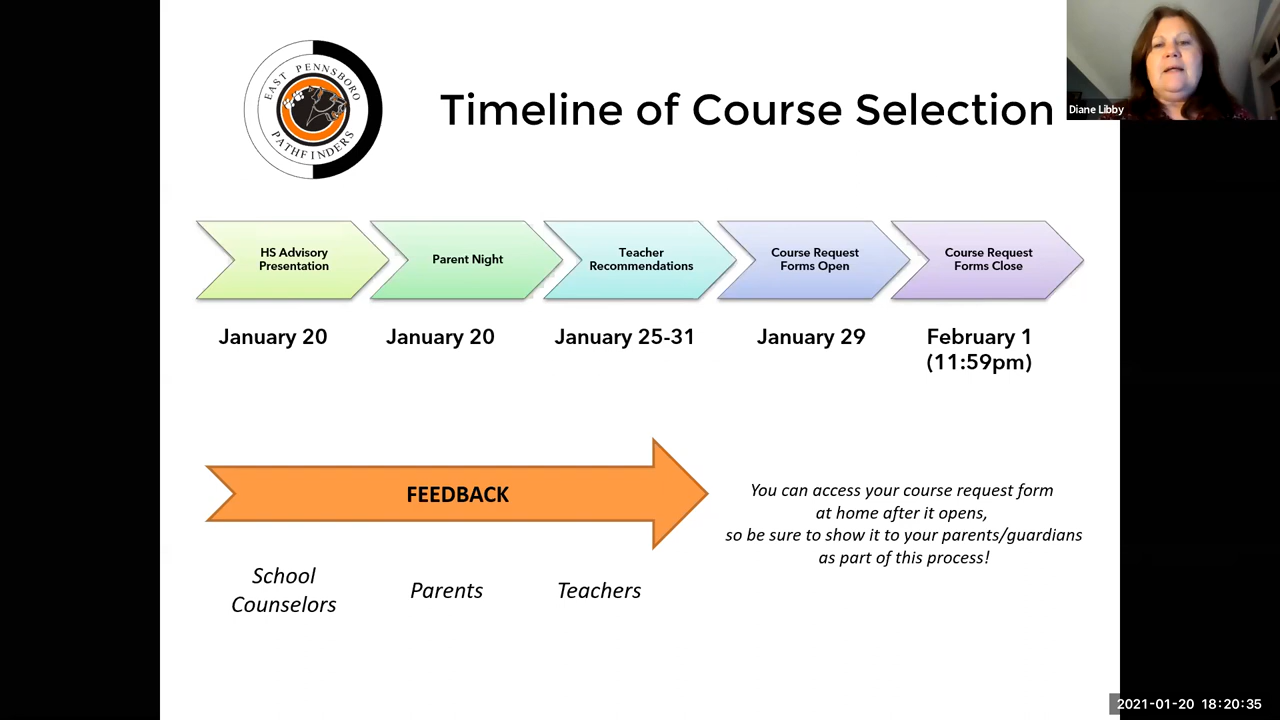 EAST PENNSBORO
PATHFINDERS
Timeline of Course Selection
Diane Libby
HS Advisory
Presentation
Parent Night
Teacher
Recommendations
Course Request
Forms Open
Course Request
Forms Close
January 20
January 20
January 25-31
January 29
February 1
(11:59pm)
FEEDBACK
You can access your course request form
at home after it opens,
so be sure to show it to your parents/guardians
as part of this process!
School
Counselors
Parents
Teachers
2021-01-20 18:20:35